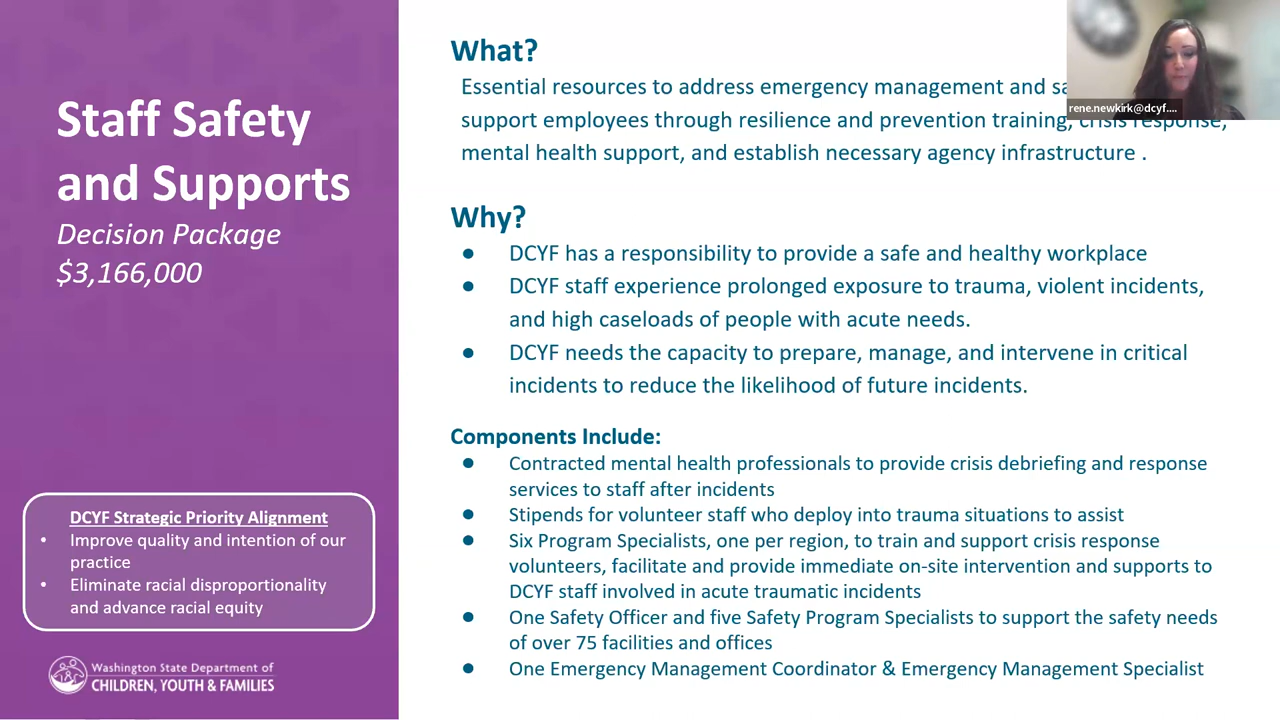 Staff Safety
and Supports
Decision Package
$3,166,000
DCYF Strategic Priority Alignment
• Improve quality and intention of our
practice
• Eliminate racial disproportionality
and advance racial equity
Washington State Department of
CHILDREN, YOUTH & FAMILIES
What?
Essential resources to address emergency management and
support employees through resilience and prevention training, crisis response,
mental health support, and establish necessary agency infrastructure .
Why?
● DCYF has a responsibility to provide a safe and healthy workplace
● DCYF staff experience prolonged exposure to trauma, violent incidents,
and high caseloads of people with acute needs.
● DCYF needs the capacity to prepare, manage, and intervene in critical
incidents to reduce the likelihood of future incidents.
Components Include:
● Contracted mental health professionals to provide crisis debriefing and response
services to staff after incidents
● Stipends for volunteer staff who deploy into trauma situations to assist
● Six Program Specialists, one per region, to train and support crisis response
volunteers, facilitate and provide immediate on-site intervention and supports to
DCYF staff involved in acute traumatic incidents
● One Safety Officer and five Safety Program Specialists to support the safety needs
of over 75 facilities and offices
● One Emergency Management Coordinator & Emergency Management Specialist
rene.newkirk@dcyf....